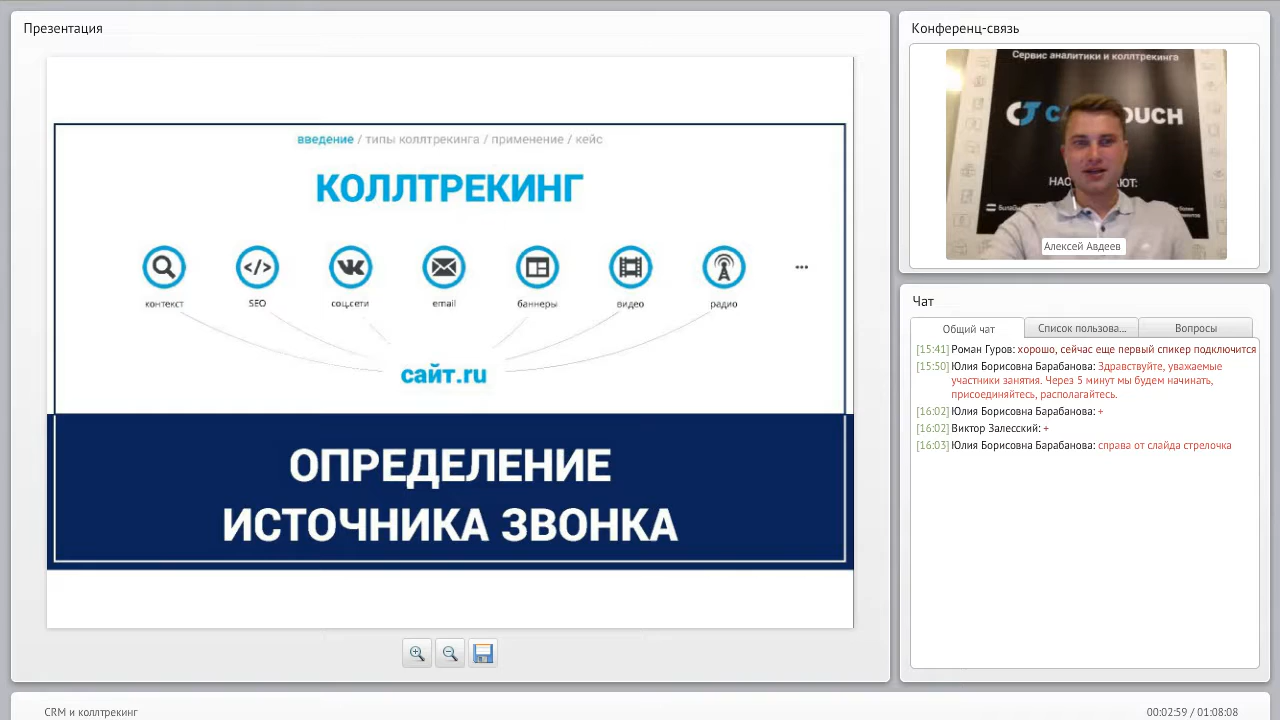 Презентация
введение / типы коллтрекинга / применение / кейс
КОЛЛТРЕКИНГ
контекст
SEO
соц.сети
email
баннеры
видео
радио
...
сайт.ru
ОПРЕДЕЛЕНИЕ
ИСТОЧНИКА ЗВОНКА
Конференц-связь
Сервис аналитики и коллтрекинга
Алексей Авдеев
Чат
Общий чат
Список пользова...
Вопросы
[15:41] Роман Гуров: хорошо, сейчас еще первый спикер подключится
[15:50] Юлия Борисовна Барабанова: Здравствуйте, уважаемые
участники занятия. Через 5 минут мы будем начинать,
присоединяйтесь, располагайтесь.
[16:02] Юлия Борисовна Барабанова: +
[16:02] Виктор Залесский: +
[16:03] Юлия Борисовна Барабанова: справа от слайда стрелочка
CRM и коллтрекинг
00:02:59 / 01:08:08